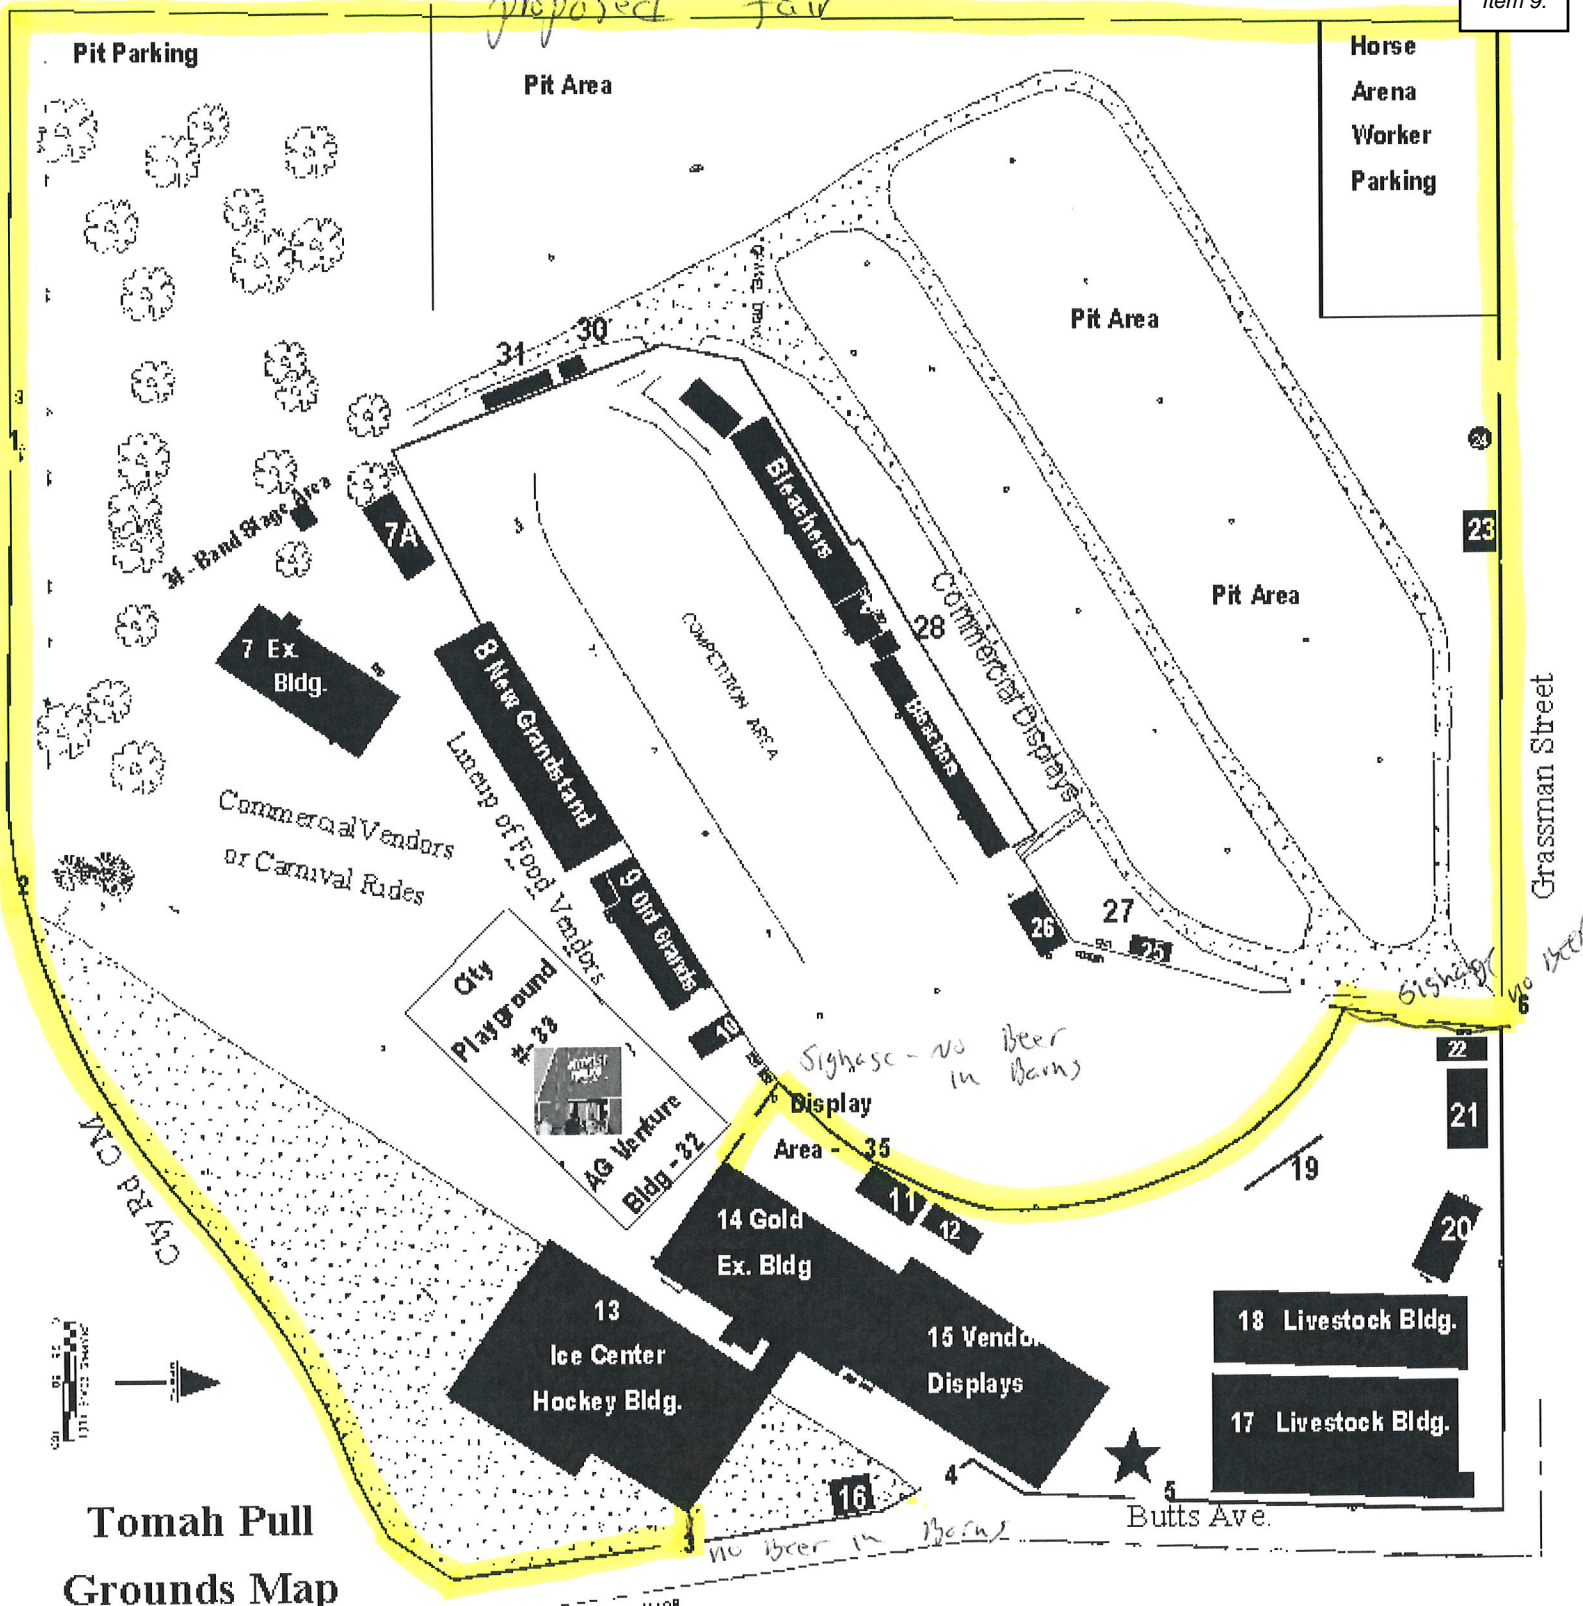 proposed fair
Item 9.
Pit Parking
Pit Area
Horse
Arena
Worker
Parking
Pit Area
30
31
24
1
Bleachers
34 - Band Stage Area
7A
23
Pit Area
28
Commercial Displays
7 Ex.
Bldg.
8 New Grandstand
COMPETITION AREA
Bleachers
Grassman Street
Lineup of Food Vendors
Commercial Vendors
or Carnival Rides
2
9 Old Grands
26
27
25
City
Playground
#-33
Signage No Beer
6
10
Signage - No Beer
in Barns
22
Display
Area - 35
21
AG Venture
Bldg - 32
Cty Rd CM
19
11
12
14 Gold
Ex. Bldg
20
13
Ice Center
Hockey Bldg.
15 Vendor
Displays
18 Livestock Bldg.
17 Livestock Bldg.
4
5
16
Butts Ave.
3
No Beer in Barns
Tomah Pull
Grounds Map